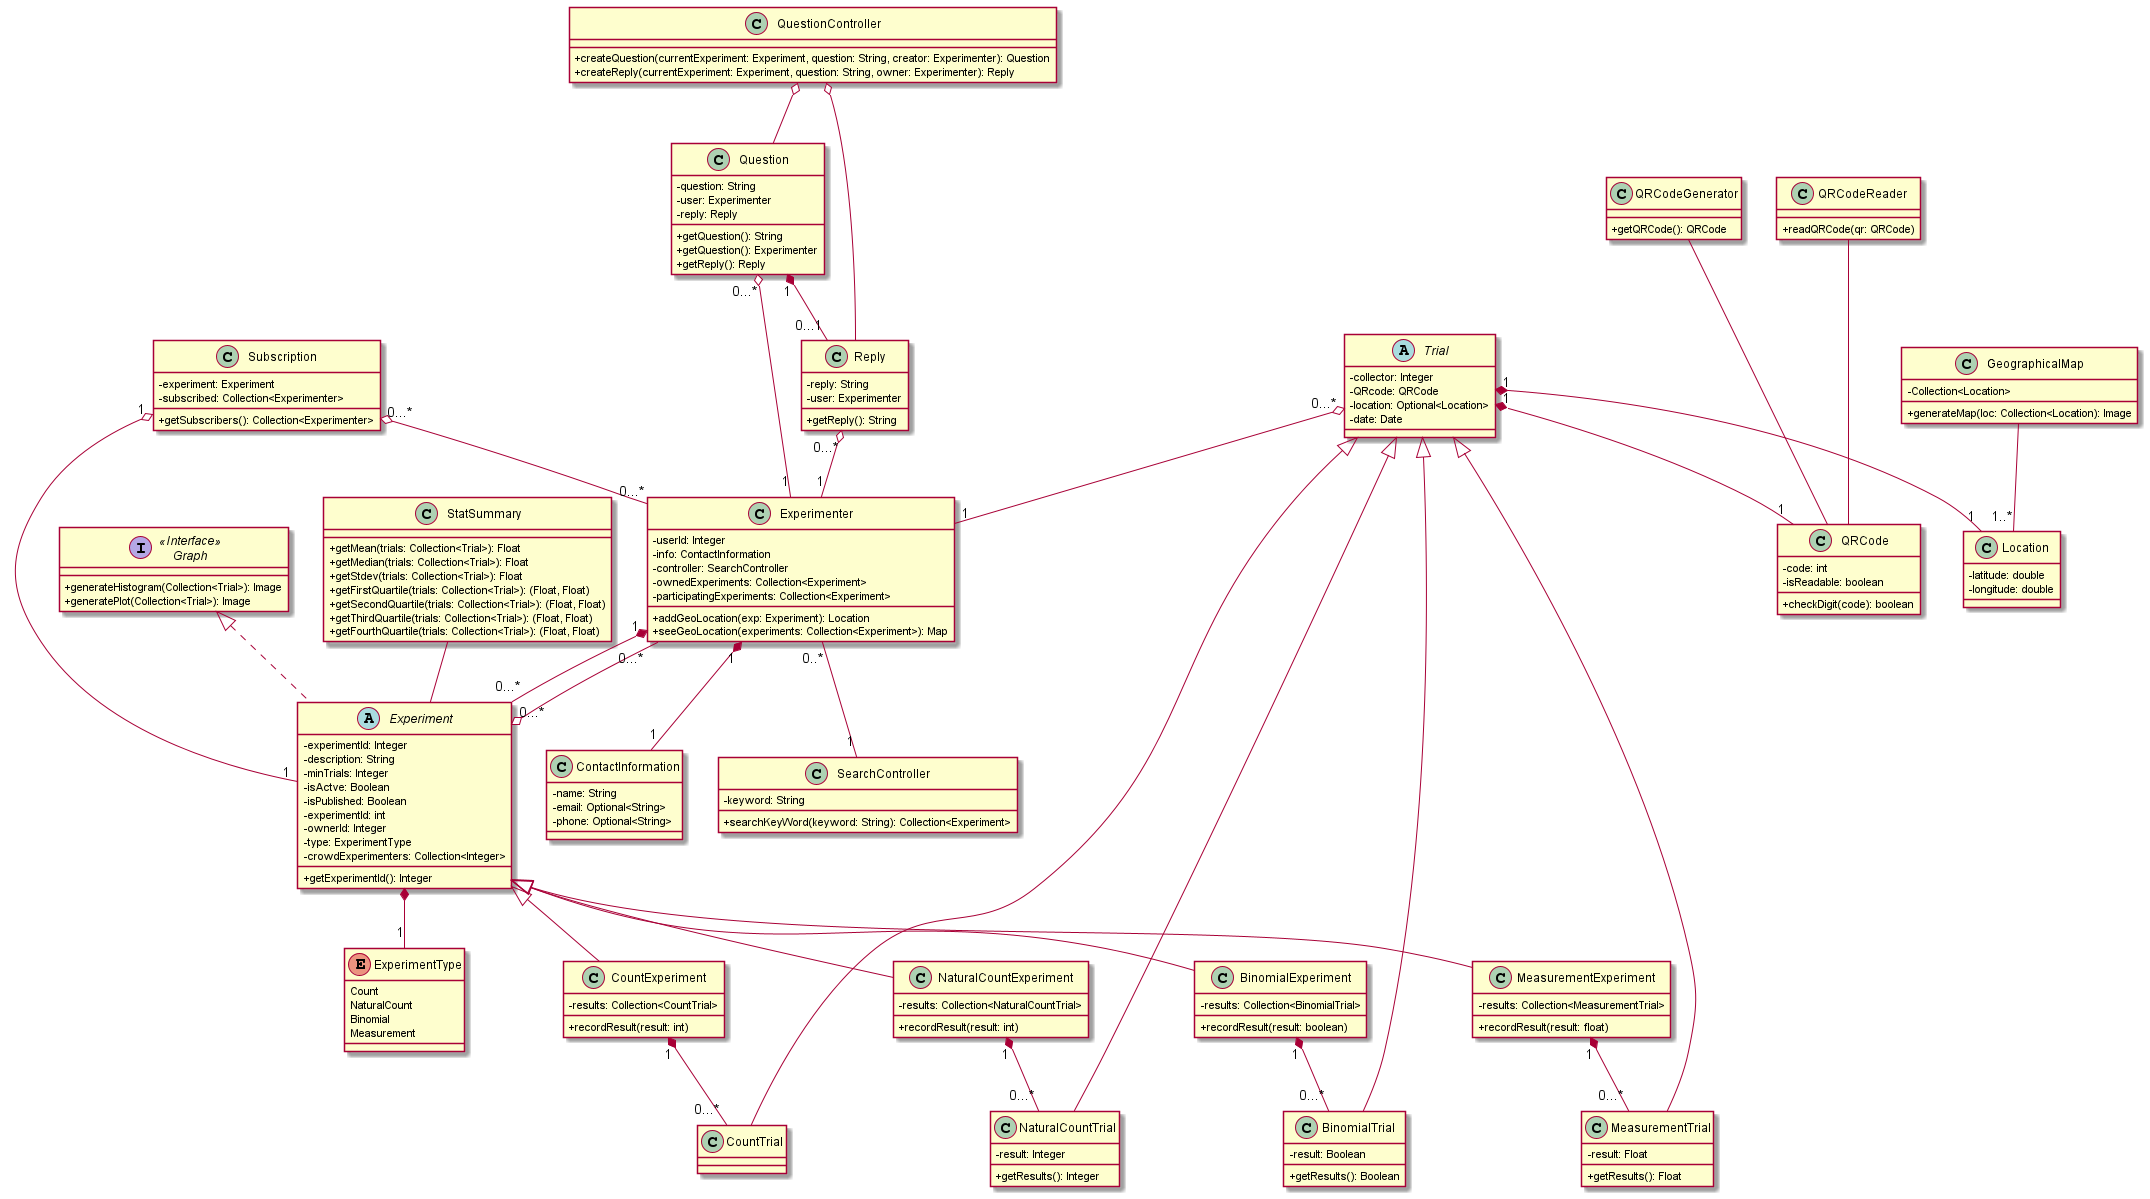 C QuestionController
+createQuestion(currentExperiment: Experiment, question: String, creator: Experimenter): Question
+createReply(currentExperiment: Experiment, question: String, owner: Experimenter): Reply
C Question
-question: String
-user: Experimenter
-reply: Reply
+getQuestion(): String
+getQuestion(): Experimenter
+getReply(): Reply
0...*
1
0...1
C QRCodeGenerator
+getQRCode(): QRCode
C QRCodeReader
+readQRCode(qr: QRCode)
C Subscription
-experiment: Experiment
-subscribed: Collection<Experimenter>
+getSubscribers(): Collection<Experimenter>
1
0...*
C Reply
-reply: String
-user: Experimenter
+getReply(): String
0...*
A Trial
-collector: Integer
-QRcode: QRCode
-location: Optional<Location>
-date: Date
0...*
1
1
C GeographicalMap
-Collection<Location>
+generateMap(loc: Collection<Location): Image
I «Interface»
Graph
+generateHistogram(Collection<Trial>): Image
+generatePlot(Collection<Trial>): Image
C StatSummary
+getMean(trials: Collection<Trial>): Float
+getMedian(trials: Collection<Trial>): Float
+getStdev(trials: Collection<Trial>): Float
+getFirstQuartile(trials: Collection<Trial>): (Float, Float)
+getSecondQuartile(trials: Collection<Trial>): (Float, Float)
+getThirdQuartile(trials: Collection<Trial>): (Float, Float)
+getFourthQuartile(trials: Collection<Trial>): (Float, Float)
0...*
1
1
1
C Experimenter
-userId: Integer
-info: ContactInformation
-controller: SearchController
-ownedExperiments: Collection<Experiment>
-participatingExperiments: Collection<Experiment>
+addGeoLocation(exp: Experiment): Location
+seeGeoLocation(experiments: Collection<Experiment>): Map
1
0...*
1
0..*
1
C QRCode
-code: int
-isReadable: boolean
+checkDigit(code): boolean
1
1..*
C Location
-latitude: double
-longitude: double
0...*
0...*
1
A Experiment
-experimentId: Integer
-description: String
-minTrials: Integer
-isActve: Boolean
-isPublished: Boolean
-experimentId: int
-ownerId: Integer
-type: ExperimentType
-crowdExperimenters: Collection<Integer>
+getExperimentId(): Integer
1
C ContactInformation
-name: String
-email: Optional<String>
-phone: Optional<String>
1
C SearchController
-keyword: String
+searchKeyWord(keyword: String): Collection<Experiment>
1
E ExperimentType
Count
NaturalCount
Binomial
Measurement
C CountExperiment
-results: Collection<CountTrial>
+recordResult(result: int)
1
0...*
C NaturalCountExperiment
-results: Collection<NaturalCountTrial>
+recordResult(result: int)
1
0...*
C BinomialExperiment
-results: Collection<BinomialTrial>
+recordResult(result: boolean)
1
0...*
C MeasurementExperiment
-results: Collection<MeasurementTrial>
+recordResult(result: float)
1
0...*
C CountTrial
C NaturalCountTrial
-result: Integer
+getResults(): Integer
C BinomialTrial
-result: Boolean
+getResults(): Boolean
C MeasurementTrial
-result: Float
+getResults(): Float